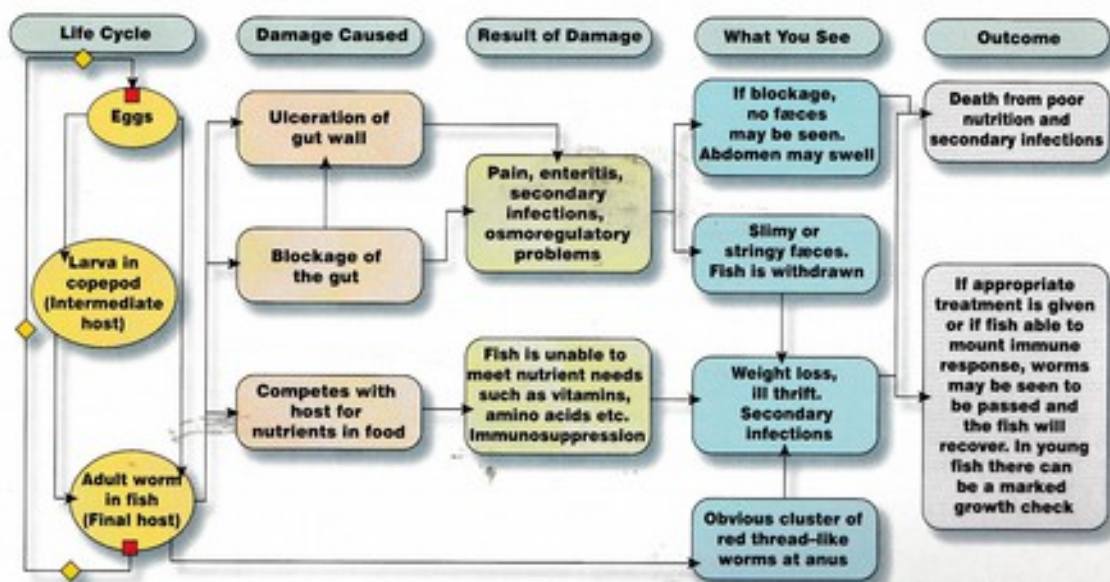 Life Cycle
Damage Caused
Result of Damage
What You See
Outcome
Eggs
Larva in
copepod
(Intermediate
host)
Adult worm
in fish
(Final host)
Ulceration of
gut wall
Blockage of
the gut
Competes with
host for
nutrients in food
Pain, enteritis,
secondary
infections,
osmoregulatory
problems
Fish is unable to
meet nutrient needs
such as vitamins,
amino acids etc.
Immunosuppression
If blockage,
no fæces
may be seen.
Abdomen may swell
Slimy or
stringy fæces.
Fish is withdrawn
Weight loss,
ill thrift.
Secondary
infections
Obvious cluster of
red thread–like
worms at anus
Death from poor
nutrition and
secondary infections
If appropriate
treatment is given
or if fish able to
mount immune
response, worms
may be seen to
be passed and
the fish will
recover. In young
fish there can
be a marked
growth check